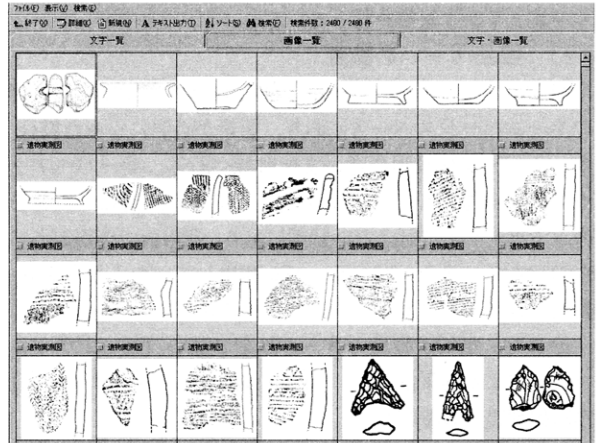 ファイル(F) 表示(V) 検索(E)
終了(X) 詳細(D) 新規(N) A テキスト出力(T) ソート(S) 検索(F) 検索件数 : 2480 / 2480 件
文字一覧 画像一覧 文字・画像一覧
遺物実測図 遺物実測図 遺物実測図 遺物実測図 遺物実測図 遺物実測図 遺物実測図
遺物実測図 遺物実測図 遺物実測図 遺物実測図 遺物実測図 遺物実測図 遺物実測図
遺物実測図 遺物実測図 遺物実測図 遺物実測図 遺物実測図 遺物実測図 遺物実測図